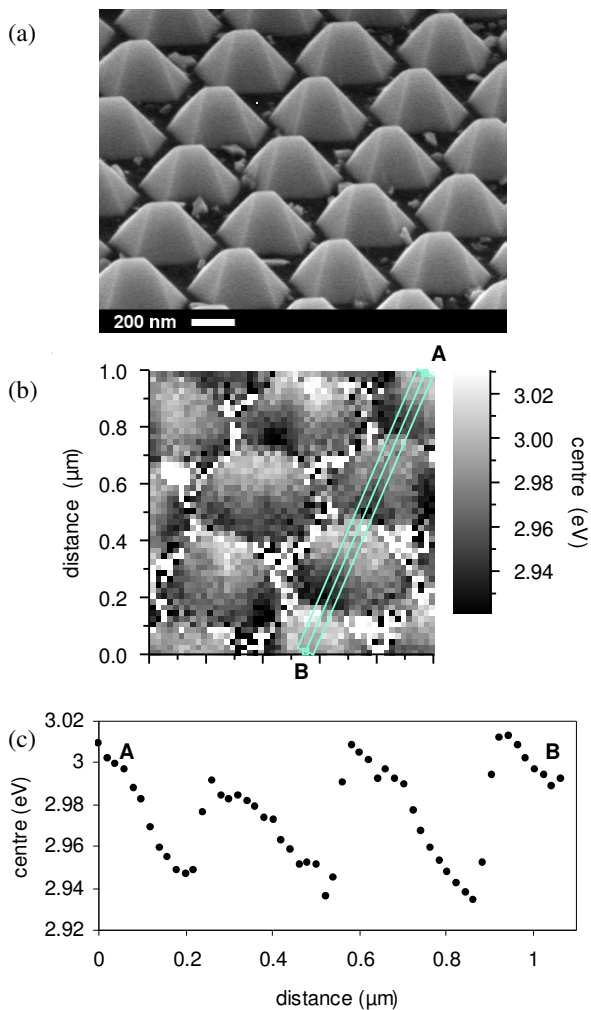 (a)
200 nm
(b)
A
1.0
0.8
0.6
0.4
0.2
0.0
distance (µm)
B
3.02
3.00
2.98
2.96
2.94
centre (eV)
(c)
3.02
3
2.98
2.96
2.94
2.92
centre (eV)
A
B
0
0.2
0.4
0.6
0.8
1
distance (µm)